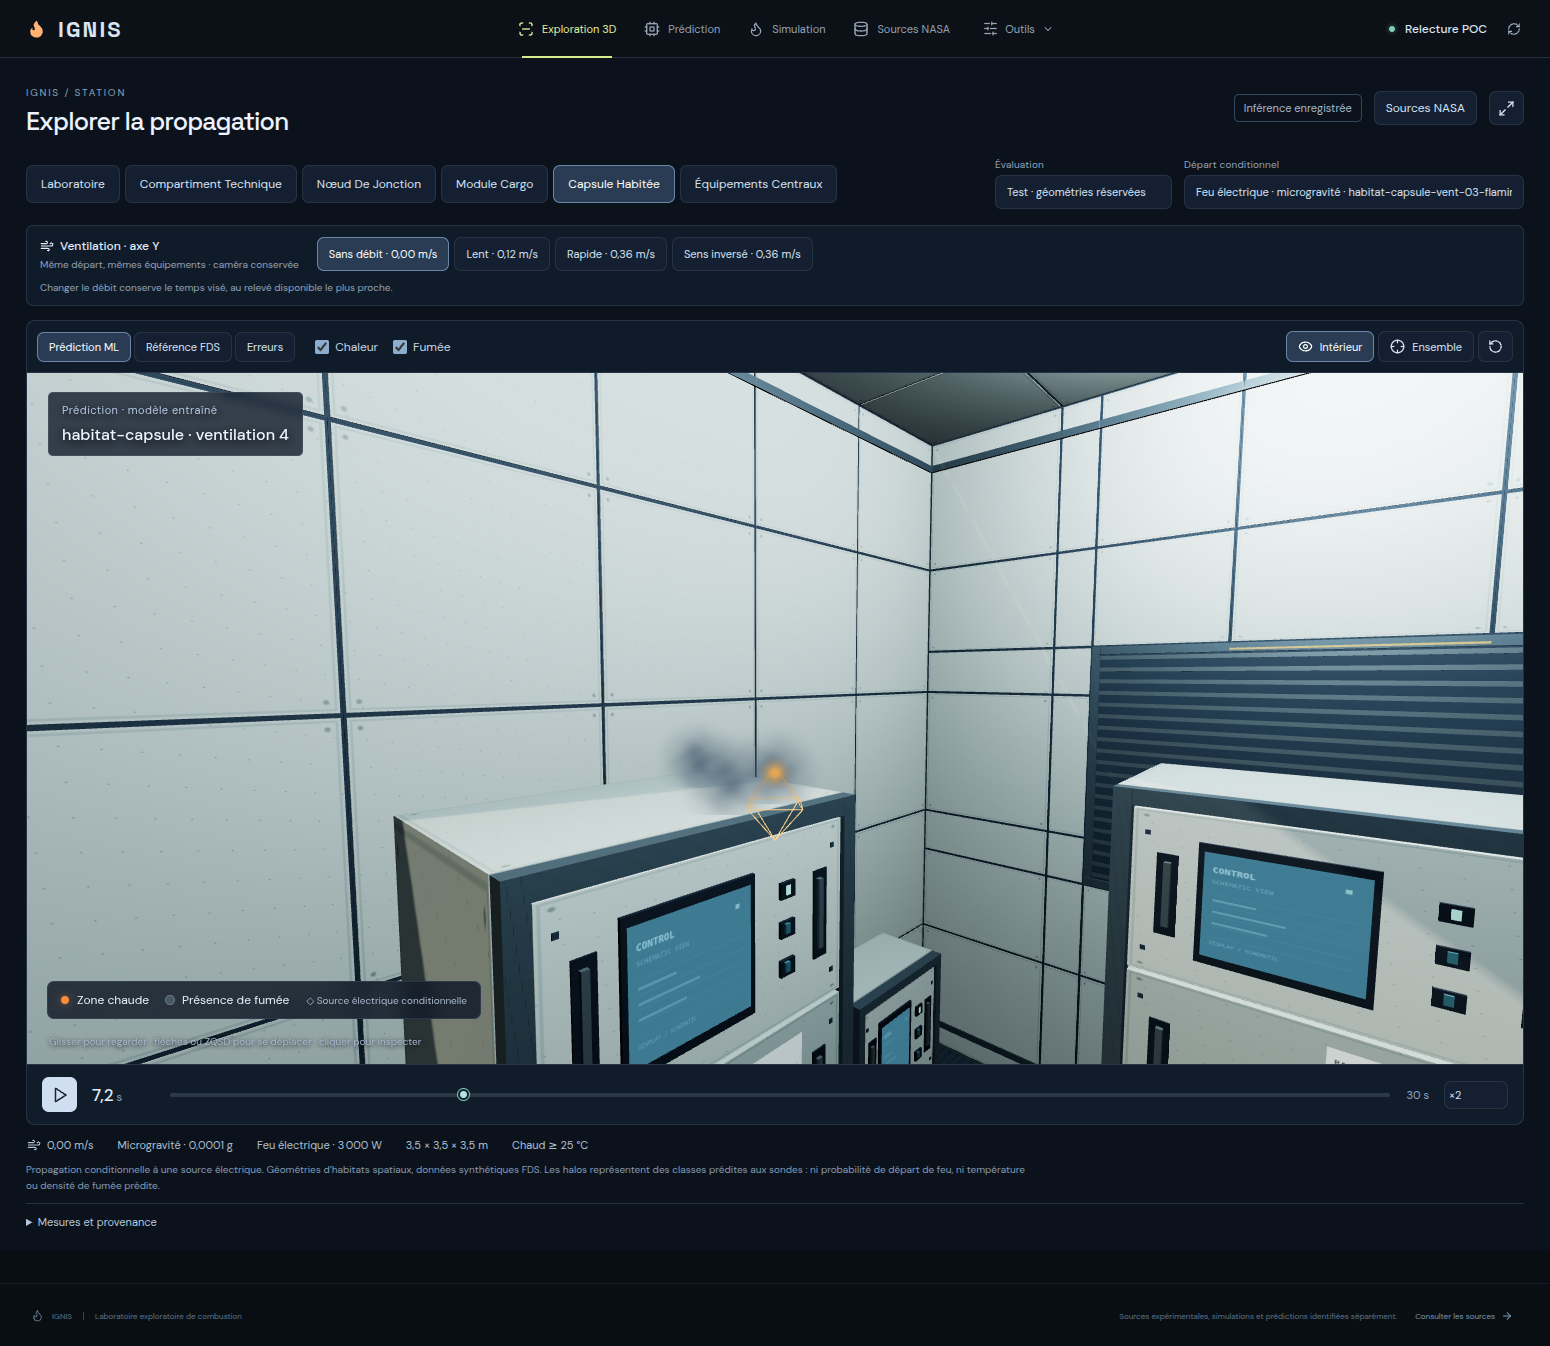 IGNIS
Exploration 3D
Prédiction
Simulation
Sources NASA
Outils
Relecture POC
IGNIS / STATION
Explorer la propagation
Inférence enregistrée
Sources NASA
Laboratoire
Compartiment Technique
Nœud De Jonction
Module Cargo
Capsule Habitée
Équipements Centraux
Évaluation
Test · géométries réservées
Départ conditionnel
Feu électrique · microgravité · habitat-capsule-vent-03-flamin
Ventilation · axe Y
Même départ, mêmes équipements · caméra conservée
Sans débit · 0,00 m/s
Lent · 0,12 m/s
Rapide · 0,36 m/s
Sens inversé · 0,36 m/s
Changer le débit conserve le temps visé, au relevé disponible le plus proche.
Prédiction ML
Référence FDS
Erreurs
Chaleur
Fumée
Intérieur
Ensemble
Prédiction · modèle entraîné
habitat-capsule · ventilation 4
CONTROL
SCHEMATIC VIEW
DISPLAY / SCHEMATIC
CONTROL
SCHEMATIC VIEW
DISPLAY / SCHEMATIC
Zone chaude
Présence de fumée
◇ Source électrique conditionnelle
Glisser pour regarder · flèches ou ZQSD pour se déplacer · cliquer pour inspecter
7,2 s
30 s
×2
0,00 m/s
Microgravité · 0,0001 g
Feu électrique · 3 000 W
3,5 × 3,5 × 3,5 m
Chaud ≥ 25 °C
Propagation conditionnelle à une source électrique. Géométries d'habitats spatiaux, données synthétiques FDS. Les halos représentent des classes prédites aux sondes : ni probabilité de départ de feu, ni température
ou densité de fumée prédite.
Mesures et provenance
IGNIS
Laboratoire exploratoire de combustion
Sources expérimentales, simulations et prédictions identifiées séparément.
Consulter les sources